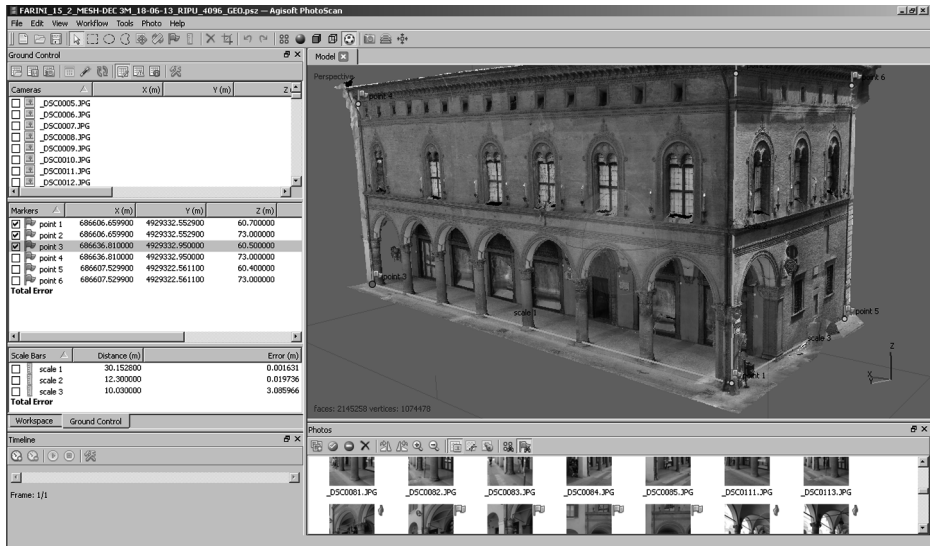 FARINI_15_2_MESH-DEC 3M_18-06-13_RIPU_4096_GEO.psz — Agisoft PhotoScan
File Edit View Workflow Tools Photo Help
Ground Control
Cameras X (m) Y (m) Z
_DSC0005.JPG
_DSC0006.JPG
_DSC0007.JPG
_DSC0008.JPG
_DSC0009.JPG
_DSC0010.JPG
_DSC0011.JPG
_DSC0012.JPG
Markers X (m) Y (m) Z (m)
point 1 686606.659900 4929332.552900 60.700000
point 2 686606.659900 4929332.552900 73.000000
point 3 686636.810000 4929332.950000 60.500000
point 4 686636.810000 4929332.950000 73.000000
point 5 686607.529900 4929322.561100 60.400000
point 6 686607.529900 4929322.561100 73.000000
Total Error
Scale Bars Distance (m) Error (m)
scale 1 30.152800 0.001631
scale 2 12.300000 0.019736
scale 3 10.030000 3.085966
Total Error
Workspace Ground Control
Timeline
Frame: 1/1
Model
Perspective
point 4
point 6
point 3
scale 1
point 5
scale 3
point 1
Z
X
Y
faces: 2145258 vertices: 1074478
Photos
_DSC0081.JPG _DSC0082.JPG _DSC0083.JPG _DSC0084.JPG _DSC0085.JPG _DSC0111.JPG _DSC0113.JPG